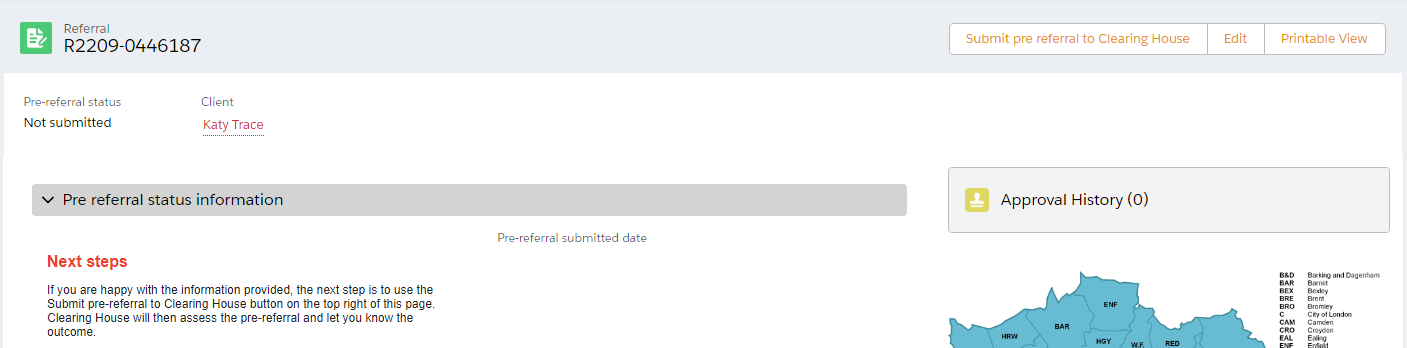 Referral
R2209-0446187
Submit pre referral to Clearing House
Edit
Printable View
Pre-referral status
Not submitted
Client
Katy Trace
Pre referral status information
Pre-referral submitted date
Next steps
If you are happy with the information provided, the next step is to use the
Submit pre-referral to Clearing House button on the top right of this page.
Clearing House will then assess the pre-referral and let you know the
outcome.
Approval History (0)
ENF
BAR
HRW
HGY
W.F.
RED
B&D Barking and Dagenham
BAR Barnet
BEX Bexley
BRE Brent
BRO Bromley
C City of London
CAM Camden
CRO Croydon
EAL Ealing
ENF Enfield